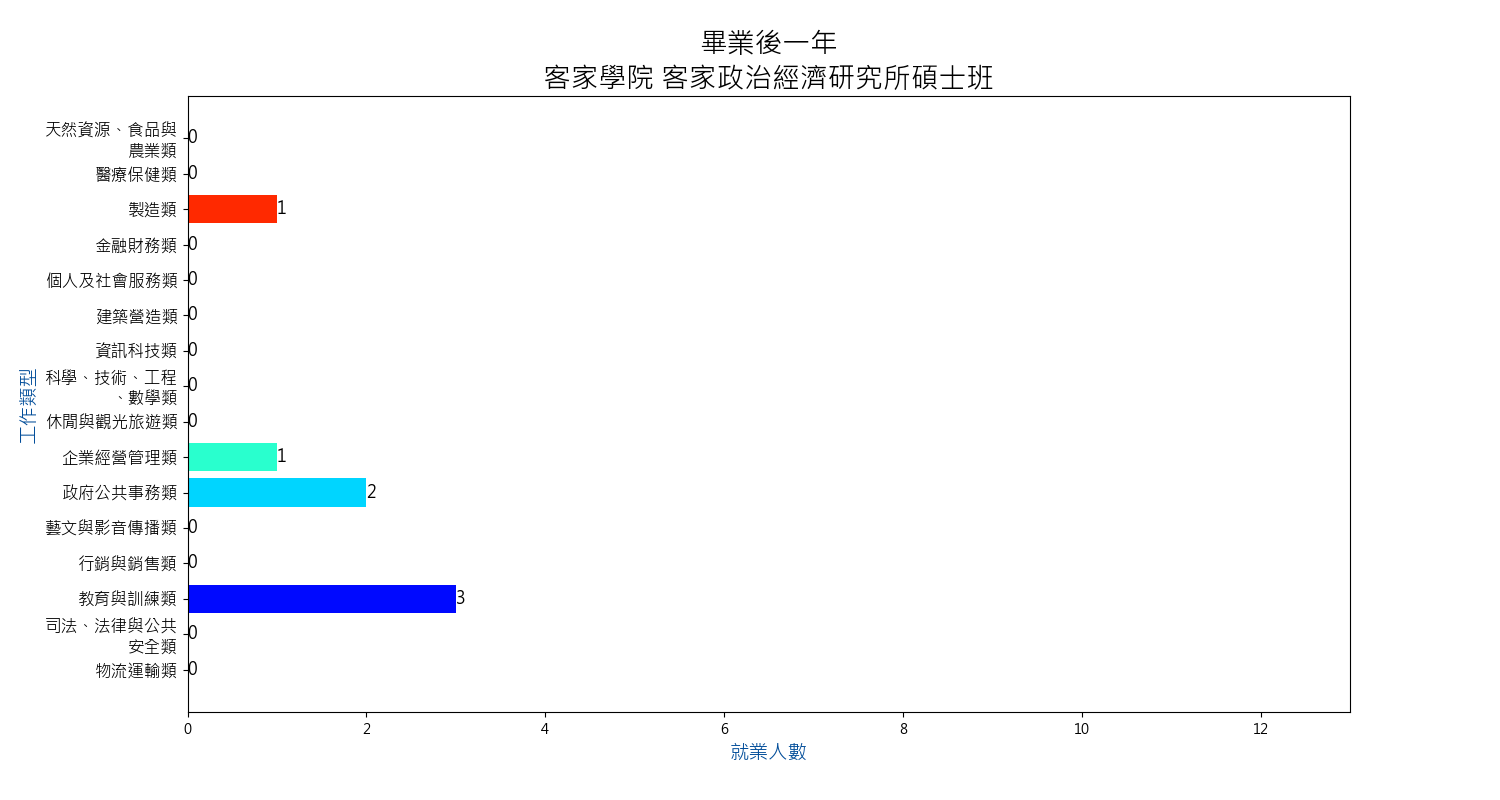 畢業後一年
客家學院 客家政治經濟研究所碩士班
天然資源、食品與
農業類
0
醫療保健類
0
製造類
1
金融財務類
0
個人及社會服務類
0
建築營造類
0
資訊科技類
0
科學、技術、工程
、數學類
0
休閒與觀光旅遊類
0
企業經營管理類
1
政府公共事務類
2
藝文與影音傳播類
0
行銷與銷售類
0
教育與訓練類
3
司法、法律與公共
安全類
0
物流運輸類
0
工作類型
0 2 4 6 8 10 12
就業人數